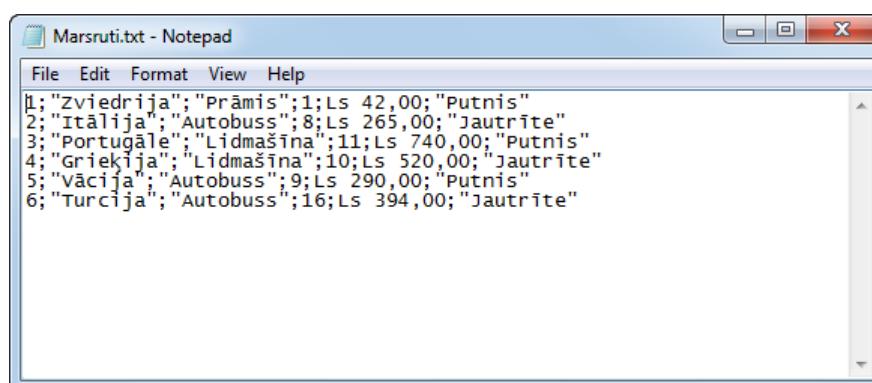 Marsruti.txt - Notepad
File Edit Format View Help
1;"Zviedrija";"Prāmis";1;Ls 42,00;"Putnis"
2;"Itālija";"Autobuss";8;Ls 265,00;"Jautrīte"
3;"Portugāle";"Lidmašīna";11;Ls 740,00;"Putnis"
4;"Grieķija";"Lidmašīna";10;Ls 520,00;"Jautrīte"
5;"Vācija";"Autobuss";9;Ls 290,00;"Putnis"
6;"Turcija";"Autobuss";16;Ls 394,00;"Jautrīte"